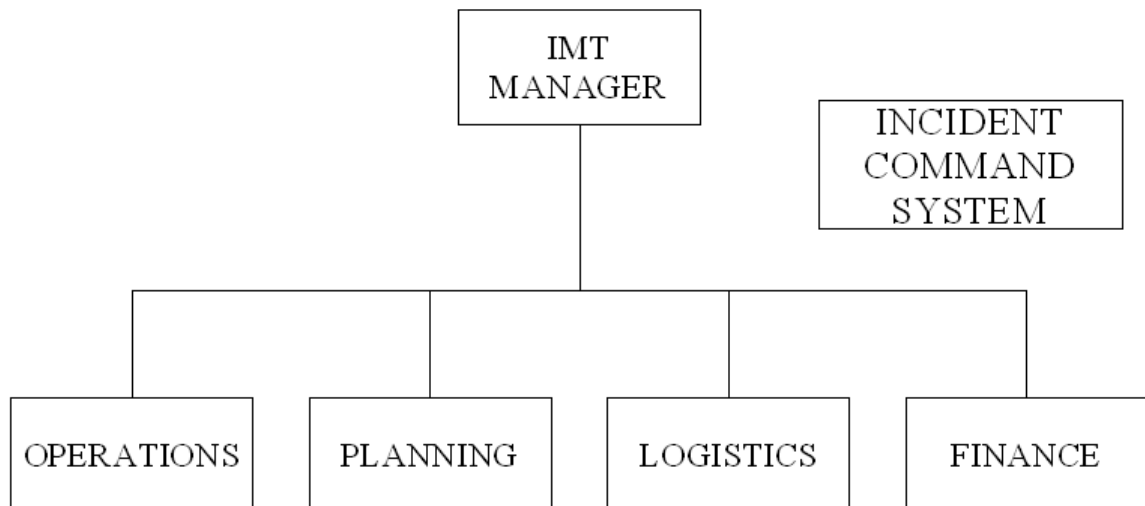 IMT
MANAGER
INCIDENT
COMMAND
SYSTEM
OPERATIONS
PLANNING
LOGISTICS
FINANCE